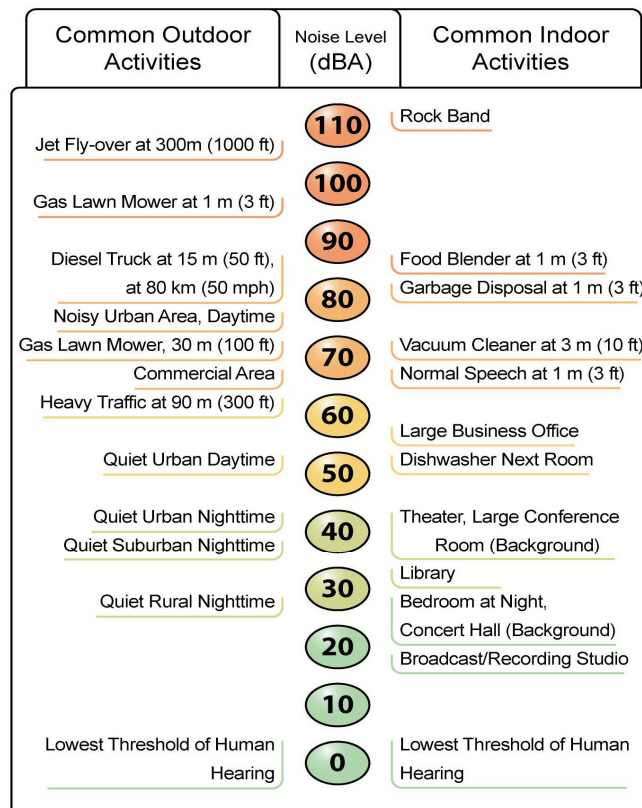 Common Outdoor
Activities
Noise Level
(dBA)
Common Indoor
Activities
110
Rock Band
Jet Fly-over at 300m (1000 ft)
100
Gas Lawn Mower at 1 m (3 ft)
90
Diesel Truck at 15 m (50 ft),
at 80 km (50 mph)
Food Blender at 1 m (3 ft)
80
Garbage Disposal at 1 m (3 ft)
Noisy Urban Area, Daytime
Gas Lawn Mower, 30 m (100 ft)
70
Vacuum Cleaner at 3 m (10 ft)
Commercial Area
Normal Speech at 1 m (3 ft)
Heavy Traffic at 90 m (300 ft)
60
Large Business Office
Quiet Urban Daytime
50
Dishwasher Next Room
Quiet Urban Nighttime
40
Theater, Large Conference
Room (Background)
Quiet Suburban Nighttime
30
Library
Quiet Rural Nighttime
Bedroom at Night,
Concert Hall (Background)
20
Broadcast/Recording Studio
10
Lowest Threshold of Human
Hearing
0
Lowest Threshold of Human
Hearing